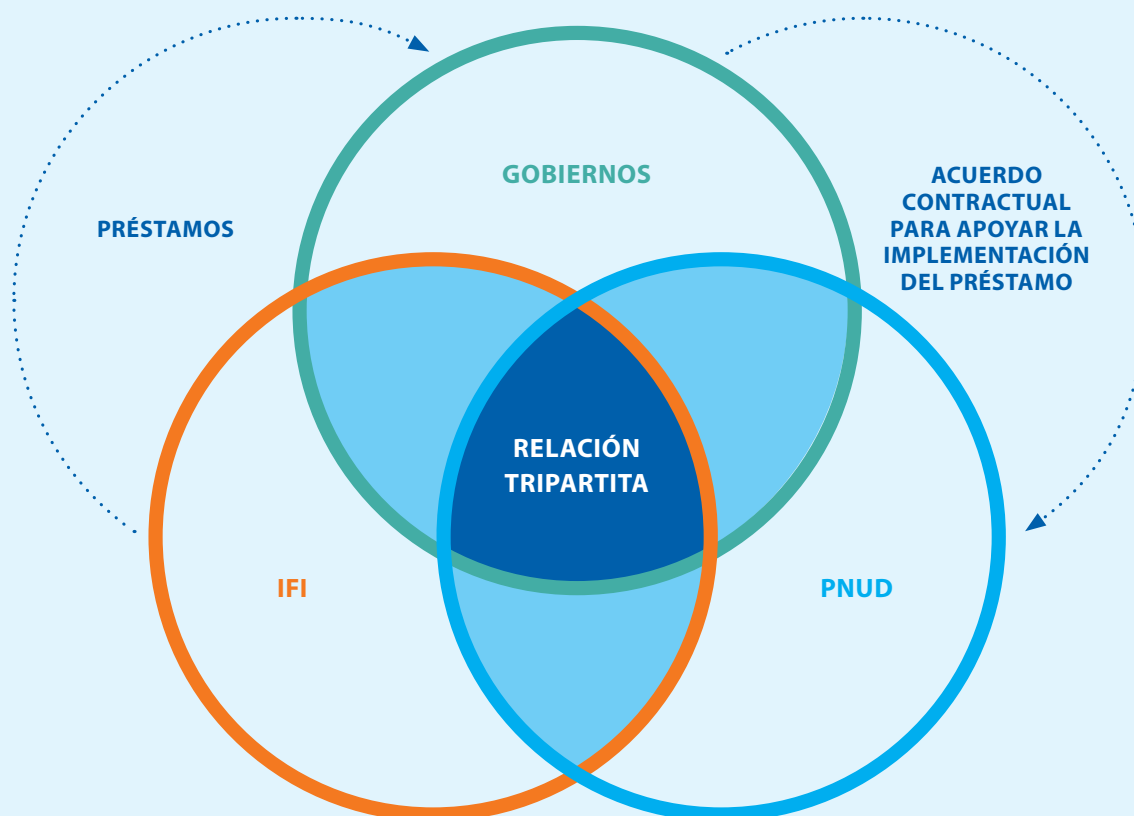 GOBIERNOS
PRÉSTAMOS
ACUERDO
CONTRACTUAL
PARA APOYAR LA
IMPLEMENTACIÓN
DEL PRÉSTAMO
RELACIÓN
TRIPARTITA
IFI
PNUD